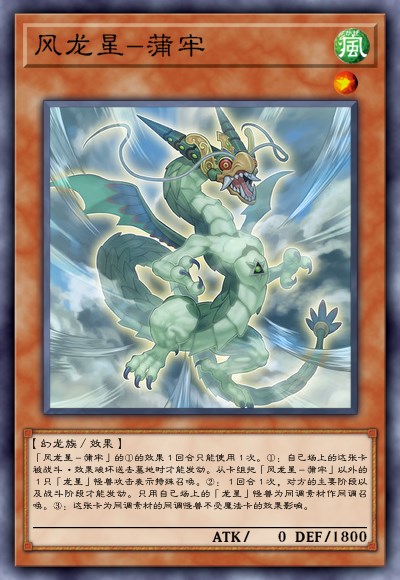 风龙星-蒲牢
風
【幻龙族/效果】
「风龙星-蒲牢」的①的效果1回合只能使用1次。①：自己场上的这张卡
被战斗·效果破坏送去墓地时才能发动。从卡组把「风龙星-蒲牢」以外的
1只「龙星」怪兽攻击表示特殊召唤。②：1回合1次，对方的主要阶段以
及战斗阶段才能发动。只用自己场上的「龙星」怪兽为同调素材作同调召
唤。③：这张卡为同调素材的同调怪兽不受魔法卡的效果影响。
ATK/ 0 DEF/1800